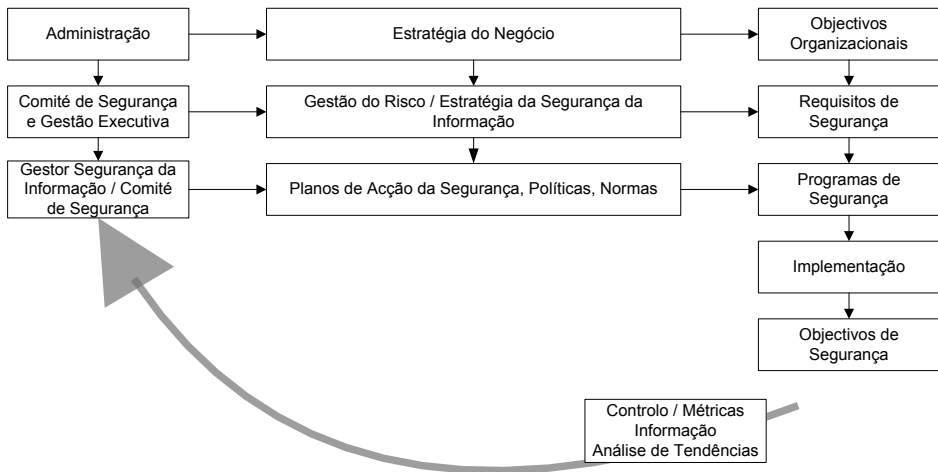 Administração
Estratégia do Negócio
Objectivos
Organizacionais
Comité de Segurança
e Gestão Executiva
Gestão do Risco / Estratégia da Segurança da
Informação
Requisitos de
Segurança
Gestor Segurança da
Informação / Comité
de Segurança
Planos de Acção da Segurança, Políticas, Normas
Programas de
Segurança
Implementação
Objectivos de
Segurança
Controlo / Métricas
Informação
Análise de Tendências